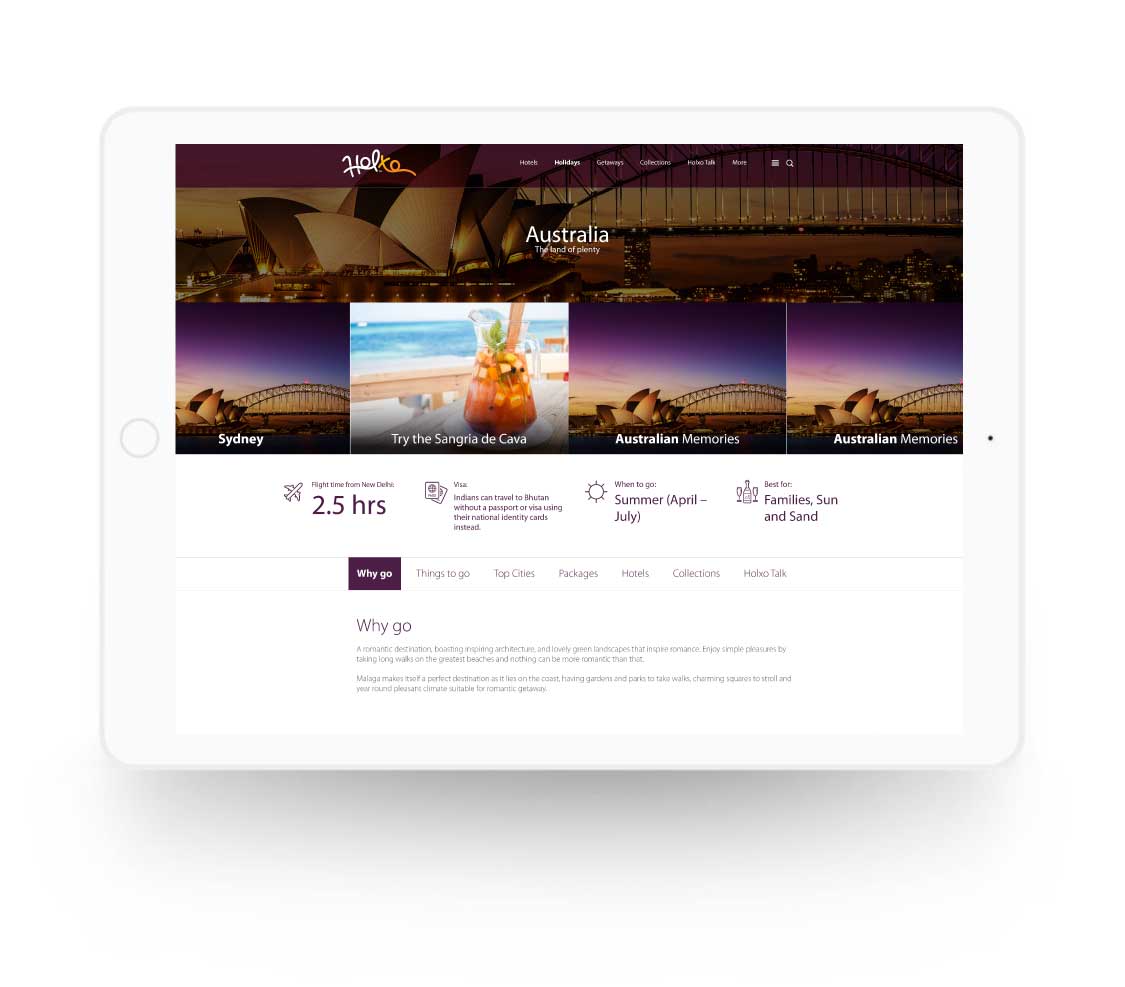 Holxo
Hotels
Holidays
Getaways
Collections
Holxo Talk
More
Australia
The land of plenty
Sydney
Try the Sangria de Cava
Australian Memories
Australian Memories
Flight time from New Delhi:
2.5 hrs
Visa:
Indians can travel to Bhutan
without a passport or visa using
their national identity cards
instead.
When to go:
Summer (April –
July)
Best for:
Families, Sun
and Sand
Why go
Things to go
Top Cities
Packages
Hotels
Collections
Holxo Talk
Why go
A romantic destination, boasting inspiring architecture, and lovely green landscapes that inspire romance. Enjoy simple pleasures by
taking long walks on the greatest beaches and nothing can be more romantic than that.
Malaga makes itself a perfect destination as it lies on the coast, having gardens and parks to take walks, charming squares to stroll and
year round pleasant climate suitable for romantic getaway.